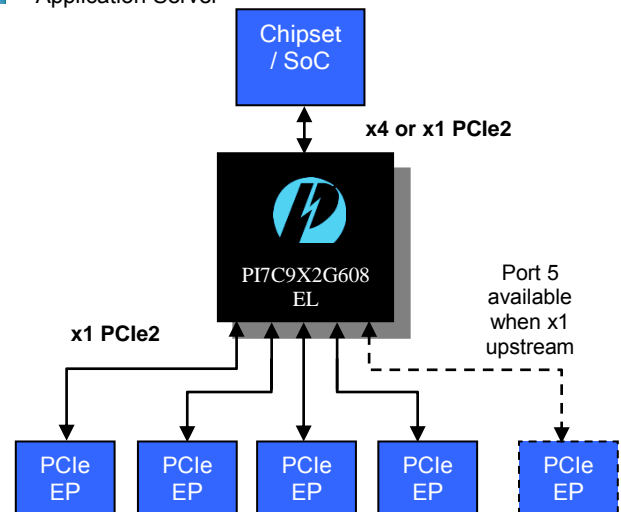 Application Server
Chipset
/ SoC
x4 or x1 PCIe2
PI7C9X2G608
EL
Port 5
available
when x1
upstream
x1 PCIe2
PCIe
EP
PCIe
EP
PCIe
EP
PCIe
EP
PCIe
EP